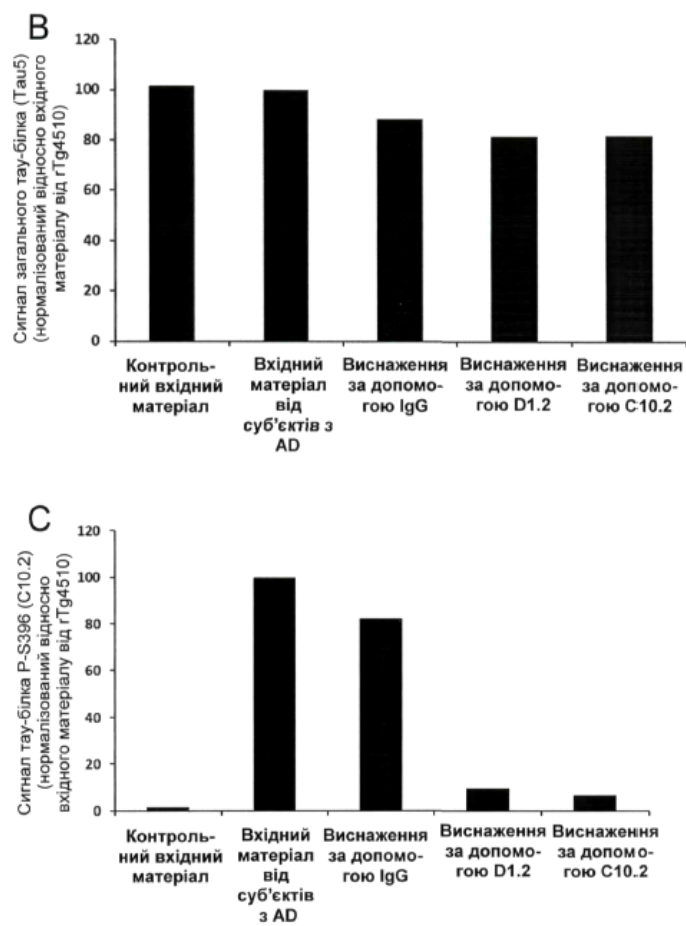 B
Сигнал загального тау-білка (Tau5)
(нормалізований відносно вхідного
матеріалу від rTg4510)
120
100
80
60
40
20
0
Контроль-
ний вхідний
матеріал
Вхідний
матеріал
від
суб’єктів з
AD
Виснаження
за допомо-
гою IgG
Виснаження
за допомо-
гою D1.2
Виснаження
за допомо-
гою C10.2
C
Сигнал тау-білка P-S396 (C10.2)
(нормалізований відносно
вхідного матеріалу від rTg4510)
120
100
80
60
40
20
0
Контроль-
ний вхідний
матеріал
Вхідний
матеріал
від
суб’єктів
з AD
Виснаження
за допомо-
гою IgG
Виснаження
за допомо-
гою D1.2
Виснаження
за допомо-
гою C10.2